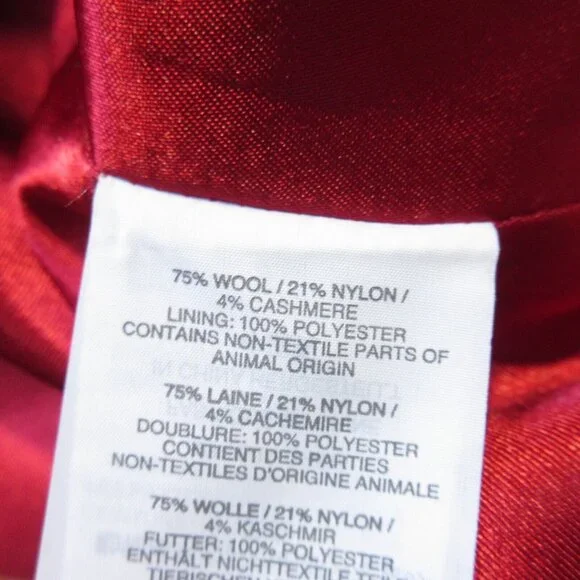 75% WOOL / 21% NYLON /
4% CASHMERE
LINING: 100% POLYESTER
CONTAINS NON-TEXTILE PARTS OF
ANIMAL ORIGIN
75% LAINE / 21% NYLON /
4% CACHEMIRE
DOUBLURE: 100% POLYESTER
CONTIENT DES PARTIES
NON-TEXTILES D'ORIGINE ANIMALE
75% WOLLE / 21% NYLON /
4% KASCHMIR
FUTTER: 100% POLYESTER
ENTHÄLT NICHTTEXTILE TEILE
TIERISCHEN